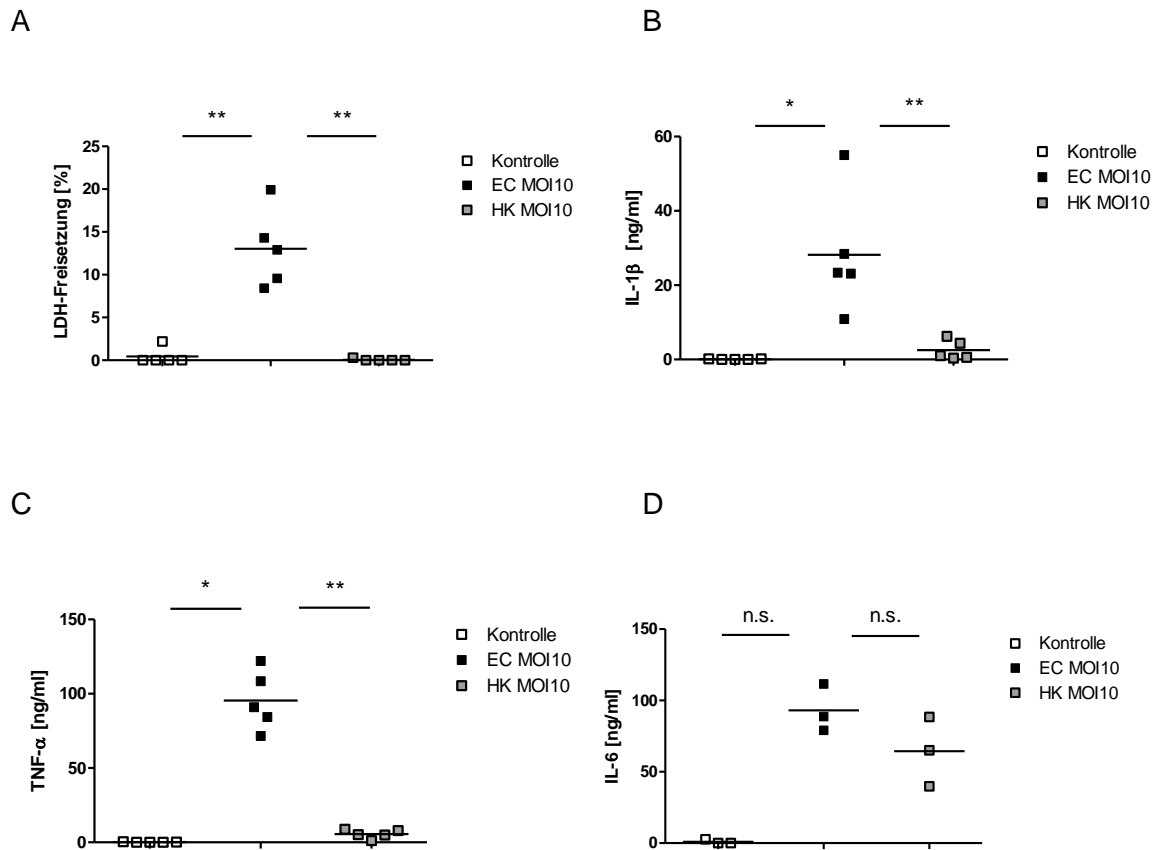 A
** **
LDH-Freisetzung [%]
25
20
15
10
5
0
Kontrolle
EC MOI10
HK MOI10
B
* **
IL-1β [ng/ml]
60
40
20
0
Kontrolle
EC MOI10
HK MOI10
C
* **
TNF-α [ng/ml]
150
100
50
0
Kontrolle
EC MOI10
HK MOI10
D
n.s. n.s.
IL-6 [ng/ml]
150
100
50
0
Kontrolle
EC MOI10
HK MOI10